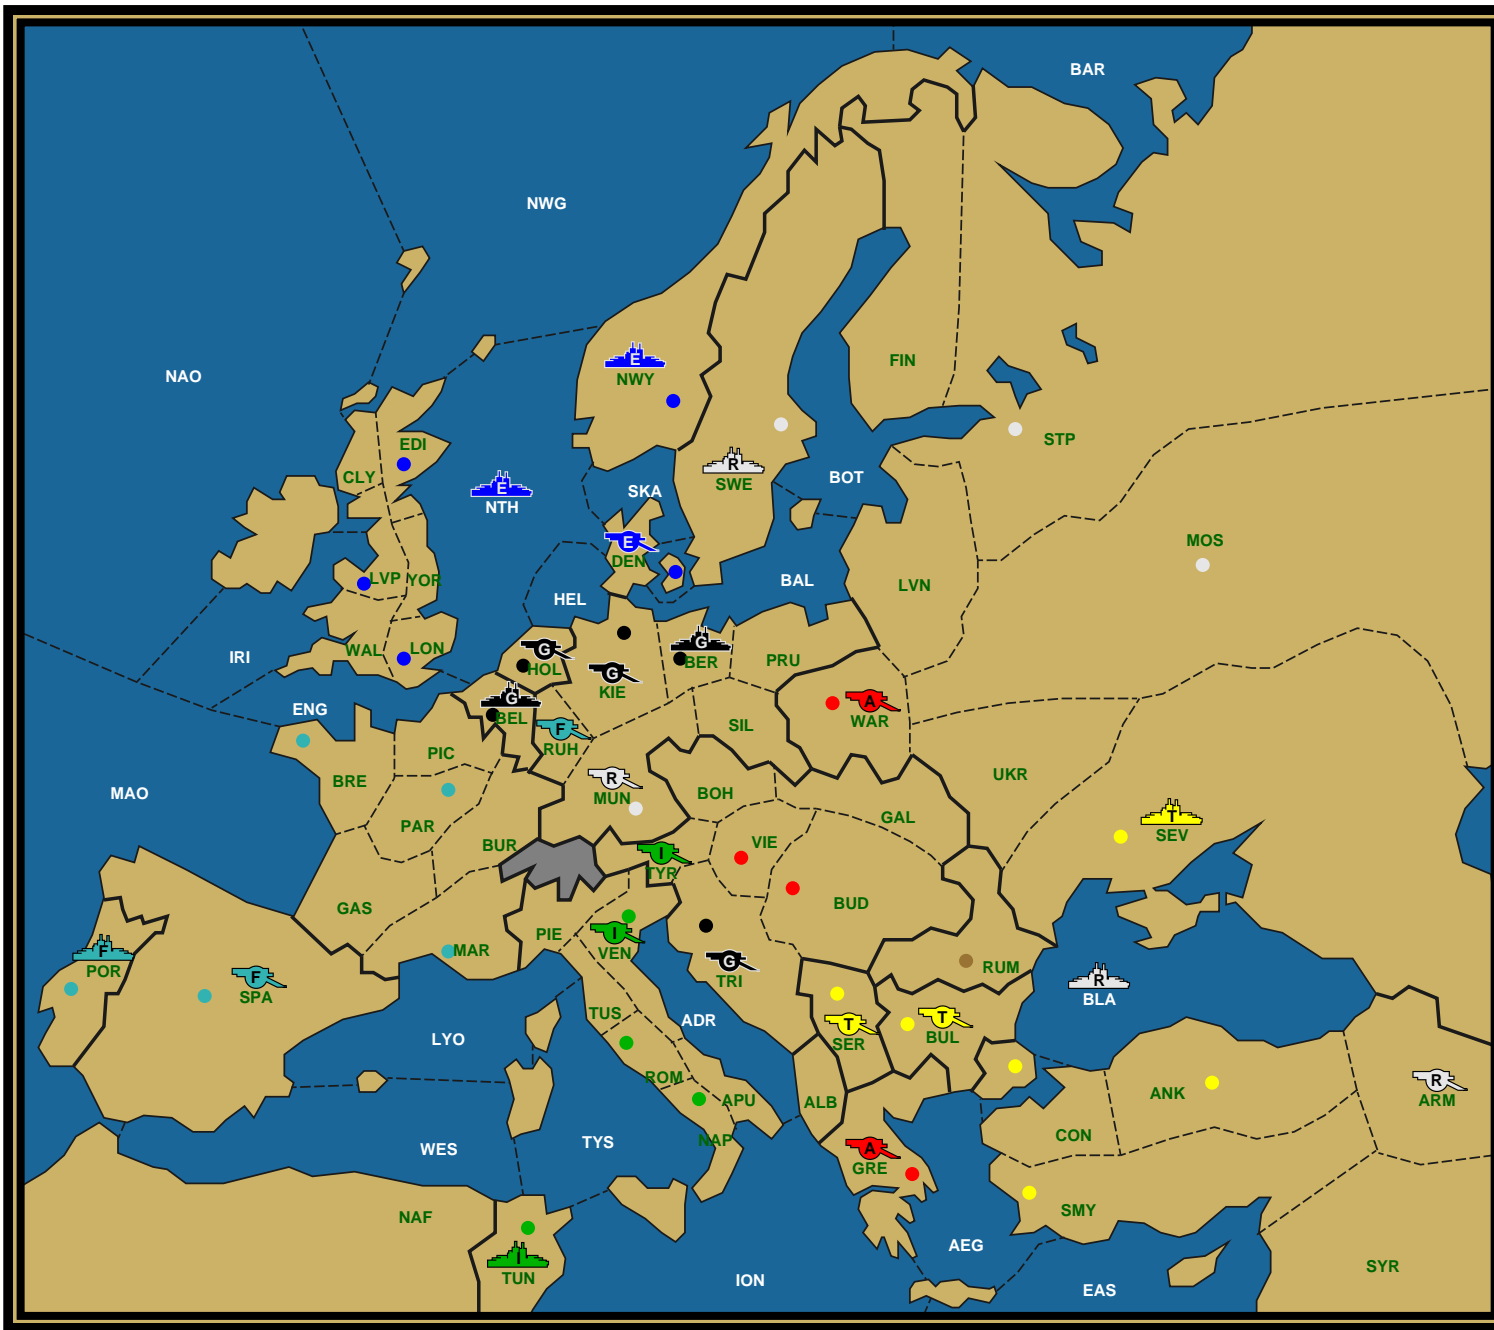 BAR
NWG
NAO
FIN
E
NWY
STP
EDI
CLY
R
SWE
BOT
E
NTH
SKA
MOS
E
DEN
LVP
YOR
BAL
LVN
HEL
IRI
WAL
LON
G
HOL
G
KIE
G
BER
PRU
ENG
G
BEL
A
WAR
F
RUH
SIL
PIC
BRE
R
MUN
BOH
UKR
MAO
PAR
GAL
T
SEV
BUR
VIE
I
TYR
GAS
BUD
F
POR
F
SPA
MAR
PIE
I
VEN
G
TRI
RUM
R
BLA
TUS
ADR
T
SER
T
BUL
LYO
ROM
APU
ALB
ANK
R
ARM
WES
TYS
NAP
CON
A
GRE
NAF
SMY
I
TUN
AEG
ION
EAS
SYR